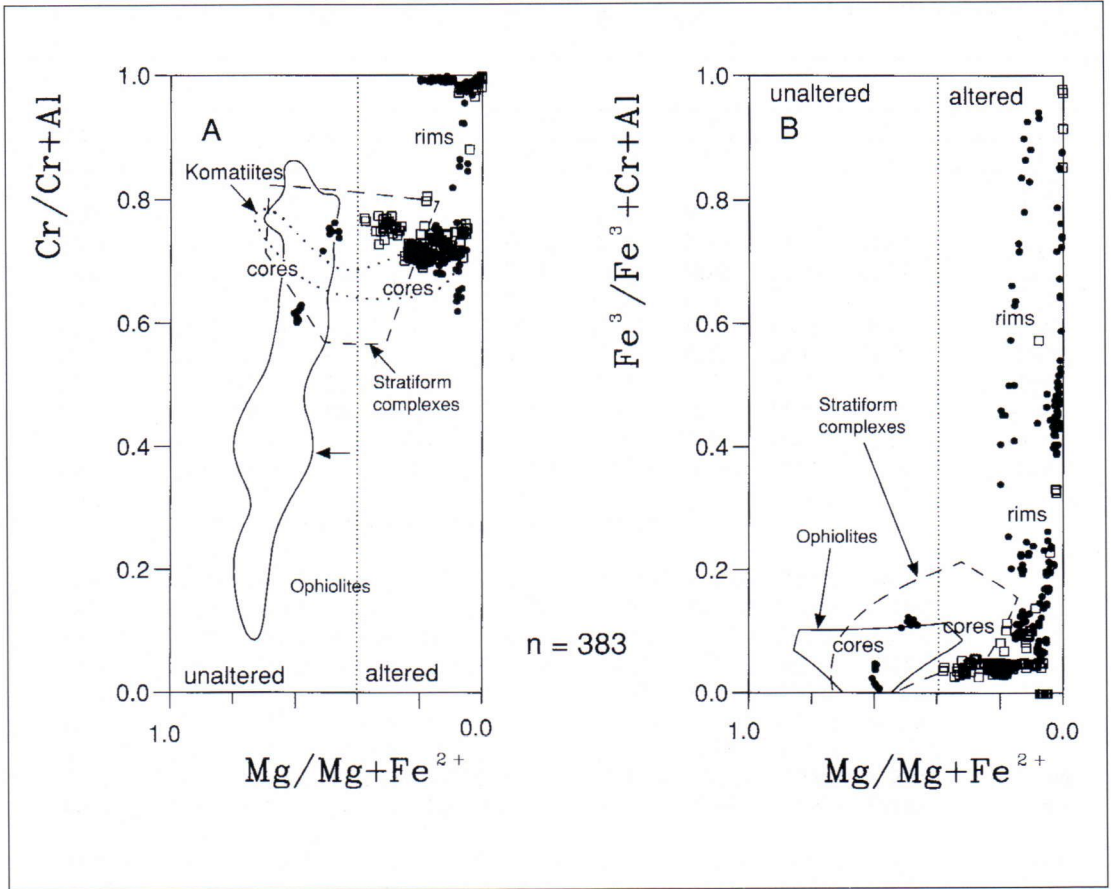 Cr/Cr+Al
1.0
0.8
0.6
0.4
0.2
0.0
A
Komatiites
rims
cores
cores
Stratiform
complexes
Ophiolites
unaltered
altered
1.0
0.0
Mg/Mg+Fe²⁺
n = 383
Fe³/Fe³+Cr+Al
1.0
0.8
0.6
0.4
0.2
0.0
unaltered
altered
B
rims
Stratiform
complexes
rims
Ophiolites
cores
cores
1.0
0.0
Mg/Mg+Fe²⁺